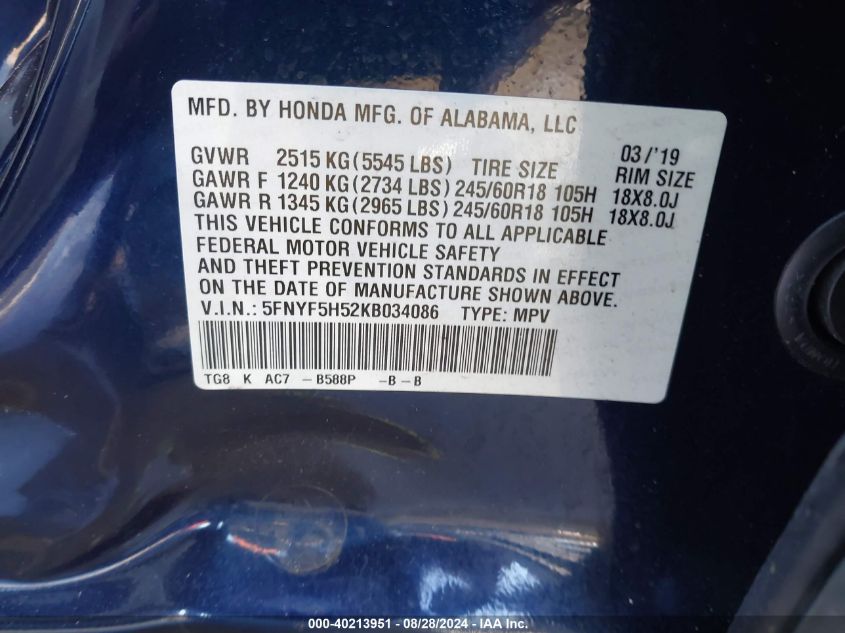 MFD. BY HONDA MFG. OF ALABAMA, LLC
03/'19
GVWR 2515 KG (5545 LBS) TIRE SIZE RIM SIZE
GAWR F 1240 KG (2734 LBS) 245/60R18 105H 18X8.0J
GAWR R 1345 KG (2965 LBS) 245/60R18 105H 18X8.0J
THIS VEHICLE CONFORMS TO ALL APPLICABLE
FEDERAL MOTOR VEHICLE SAFETY
AND THEFT PREVENTION STANDARDS IN EFFECT
ON THE DATE OF MANUFACTURE SHOWN ABOVE.
V.I.N.: 5FNYF5H52KB034086 TYPE: MPV
TG8 K AC7 -B588P -B-B
000-40213951 - 08/28/2024 - IAA Inc.